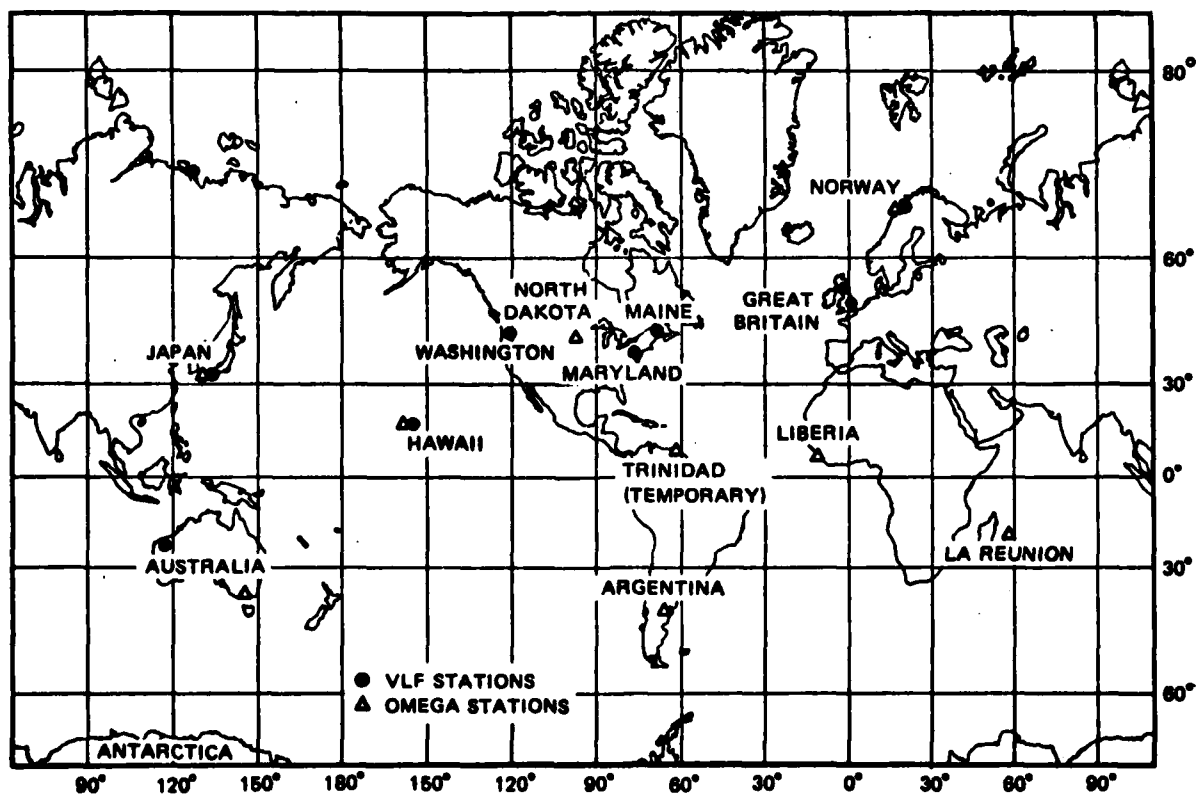 80°
NORWAY
60°
NORTH
DAKOTA
MAINE
GREAT
BRITAIN
JAPAN
WASHINGTON
MARYLAND
30°
HAWAII
LIBERIA
TRINIDAD
(TEMPORARY)
0°
AUSTRALIA
LA REUNION
30°
ARGENTINA
VLF STATIONS
OMEGA STATIONS
60°
ANTARCTICA
90° 120° 150° 180° 150° 120° 90° 60° 30° 0° 30° 60° 90°